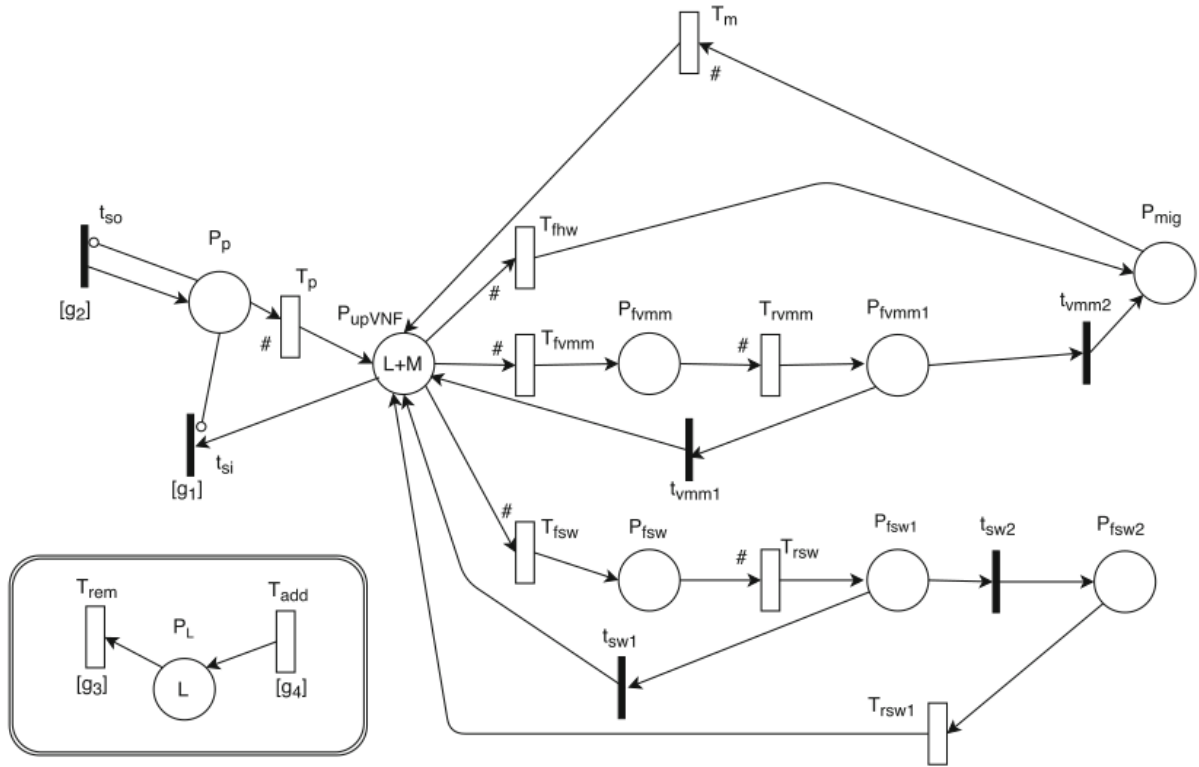 T_m
#
t_so
P_p
T_fhw
P_mig
[g_2]
T_p
#
#
P_upVNF
L+M
#
T_fvmm
P_fvmm
#
T_rvmm
P_fvmm1
t_vmm2
t_si
[g_1]
t_vmm1
#
T_fsw
P_fsw
#
T_rsw
P_fsw1
t_sw2
P_fsw2
T_rem
T_add
P_L
L
[g_3]
[g_4]
t_sw1
T_rsw1